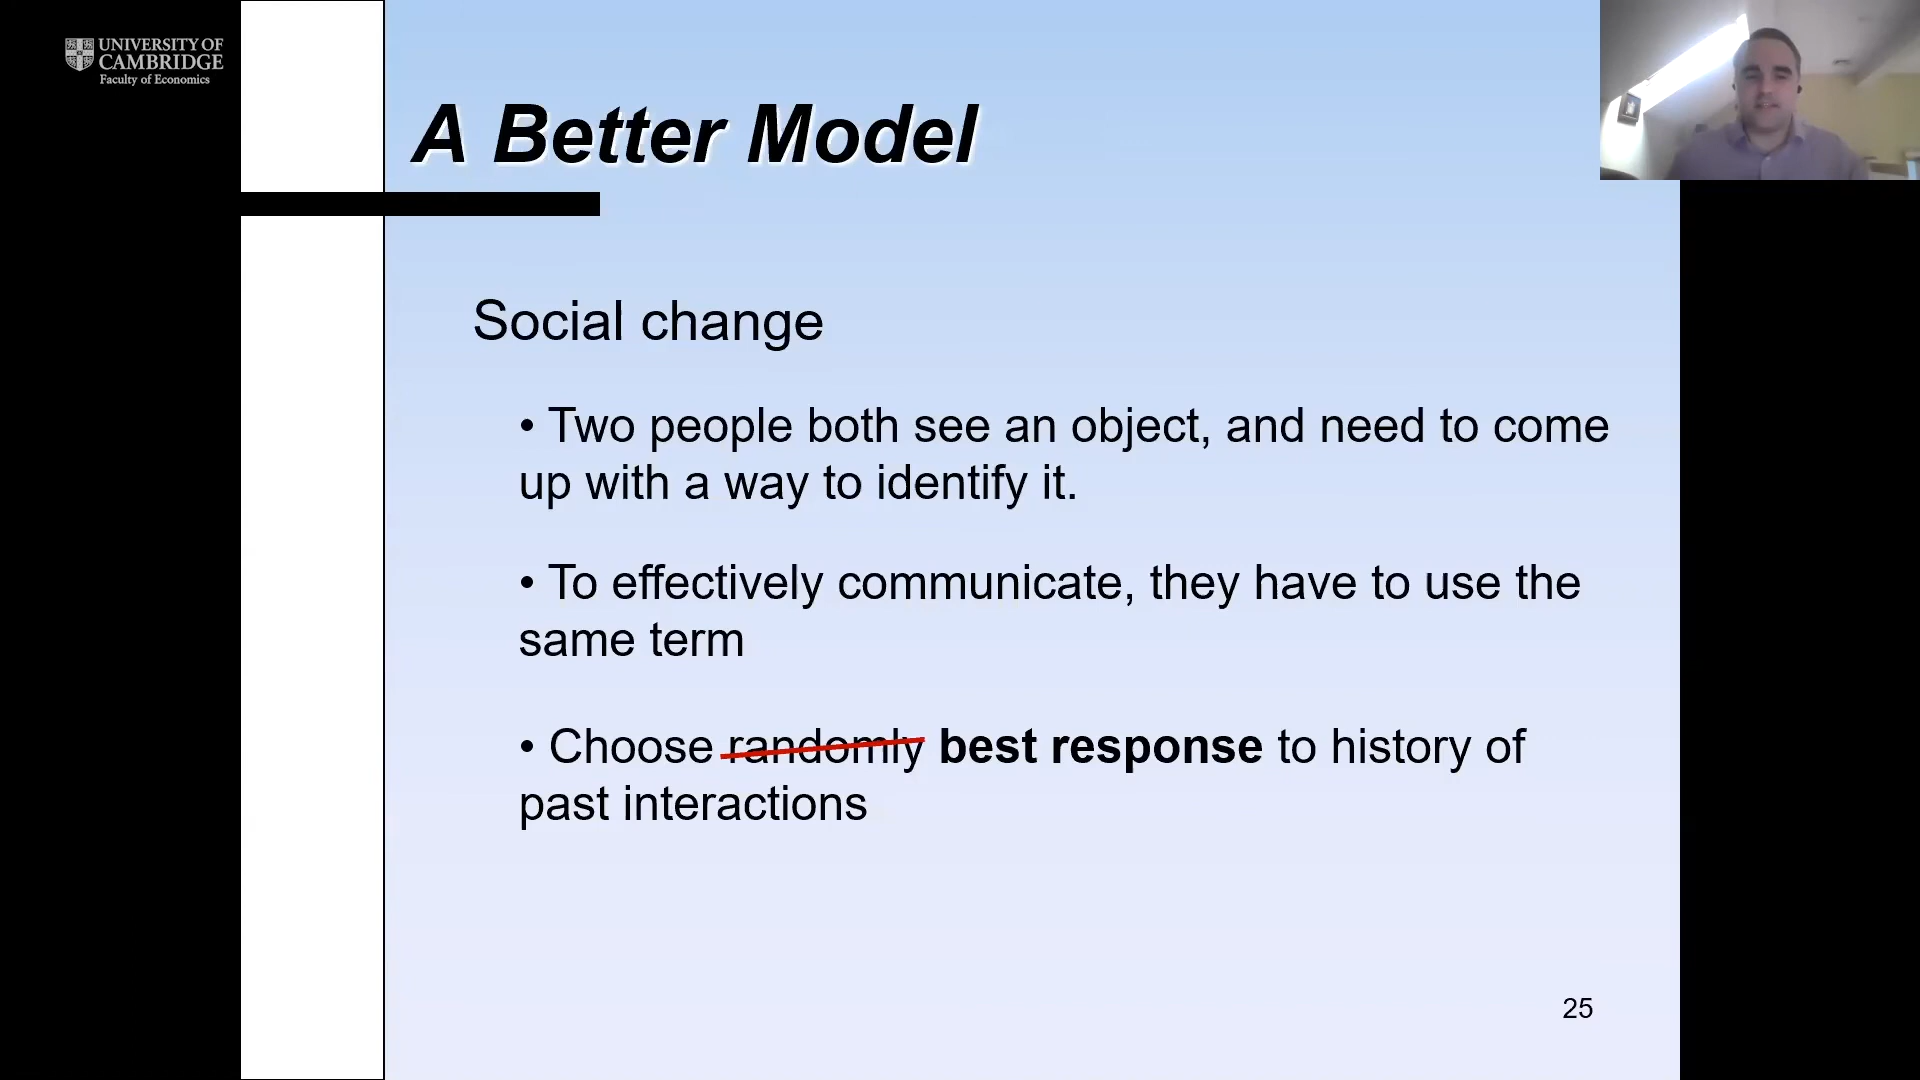 UNIVERSITY OF
CAMBRIDGE
Faculty of Economics
A Better Model
Social change
• Two people both see an object, and need to come
up with a way to identify it.
• To effectively communicate, they have to use the
same term
• Choose randomly best response to history of
past interactions
25